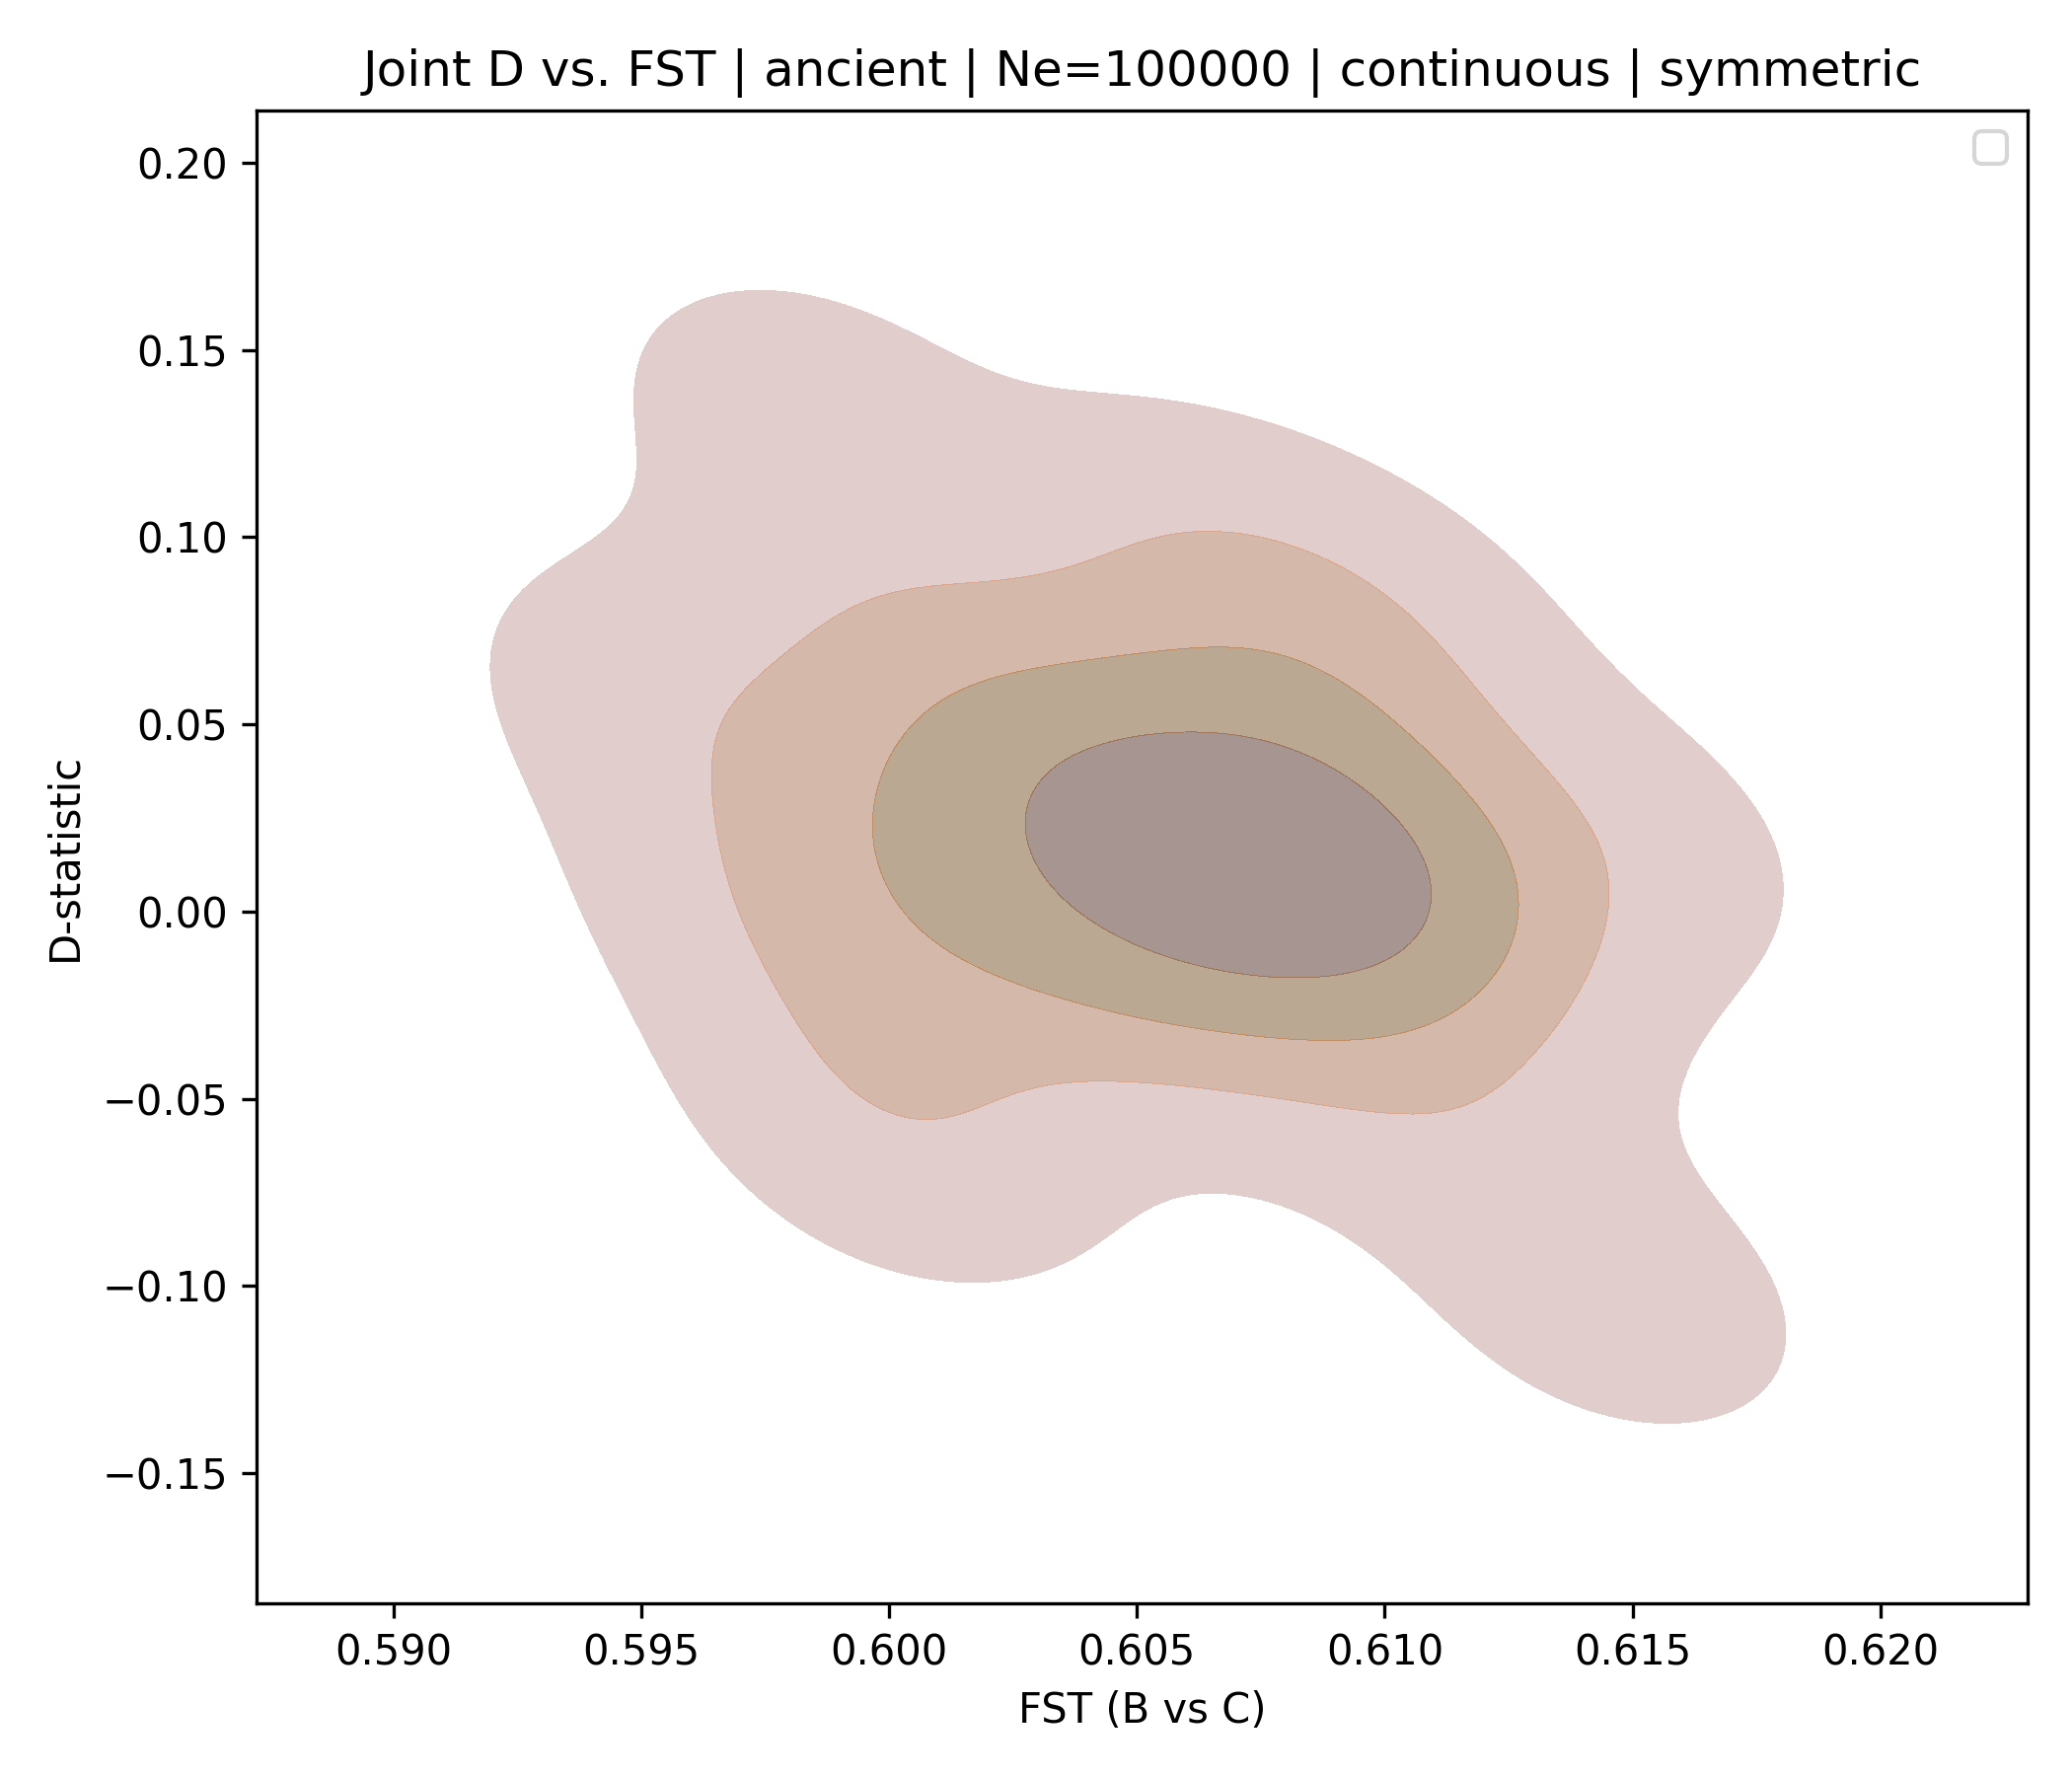 Joint D vs. FST | ancient | Ne=100000 | continuous | symmetric
0.20
0.15
0.10
0.05
0.00
−0.05
−0.10
−0.15
D-statistic
0.590 0.595 0.600 0.605 0.610 0.615 0.620
FST (B vs C)